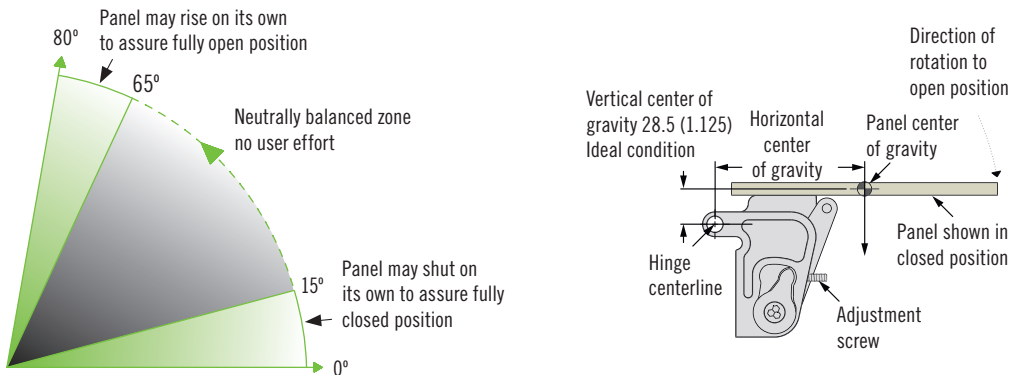 Panel may rise on its own
to assure fully open position
80º
65º
Neutrally balanced zone
no user effort
Panel may shut on
its own to assure fully
closed position
15º
0º
Direction of
rotation to
open position
Vertical center of
gravity 28.5 (1.125)
Ideal condition
Horizontal
center
of gravity
Panel center
of gravity
Panel shown in
closed position
Hinge
centerline
Adjustment
screw